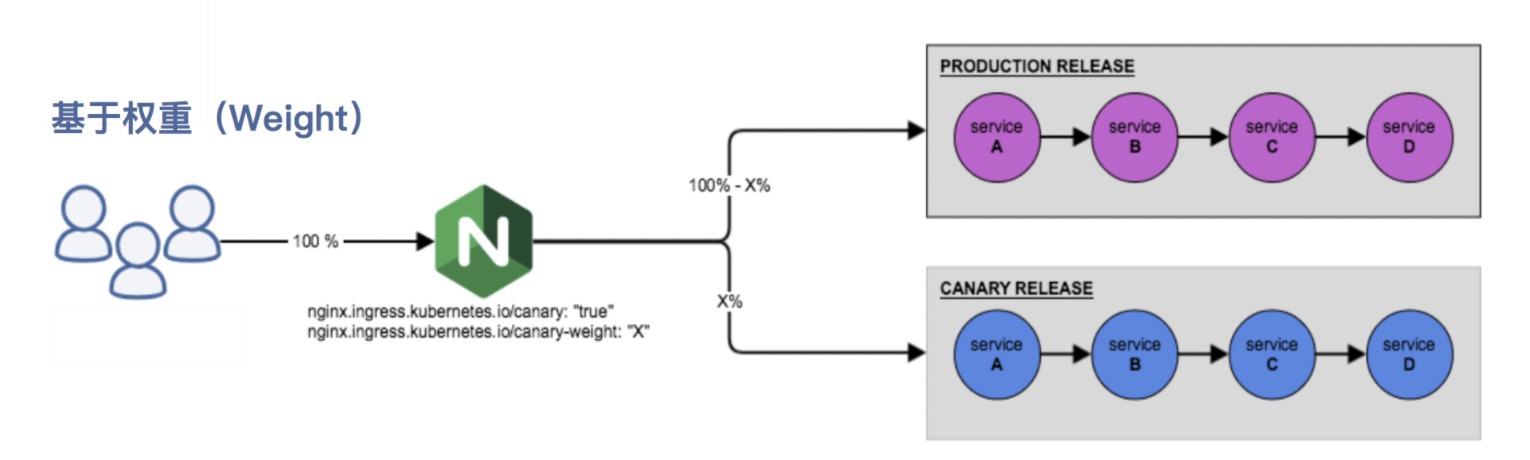 基于权重（Weight）
100 %
N
nginx.ingress.kubernetes.io/canary: "true"
nginx.ingress.kubernetes.io/canary-weight: "X"
100% - X%
X%
PRODUCTION RELEASE
service
A
service
B
service
C
service
D
CANARY RELEASE
service
A
service
B
service
C
service
D